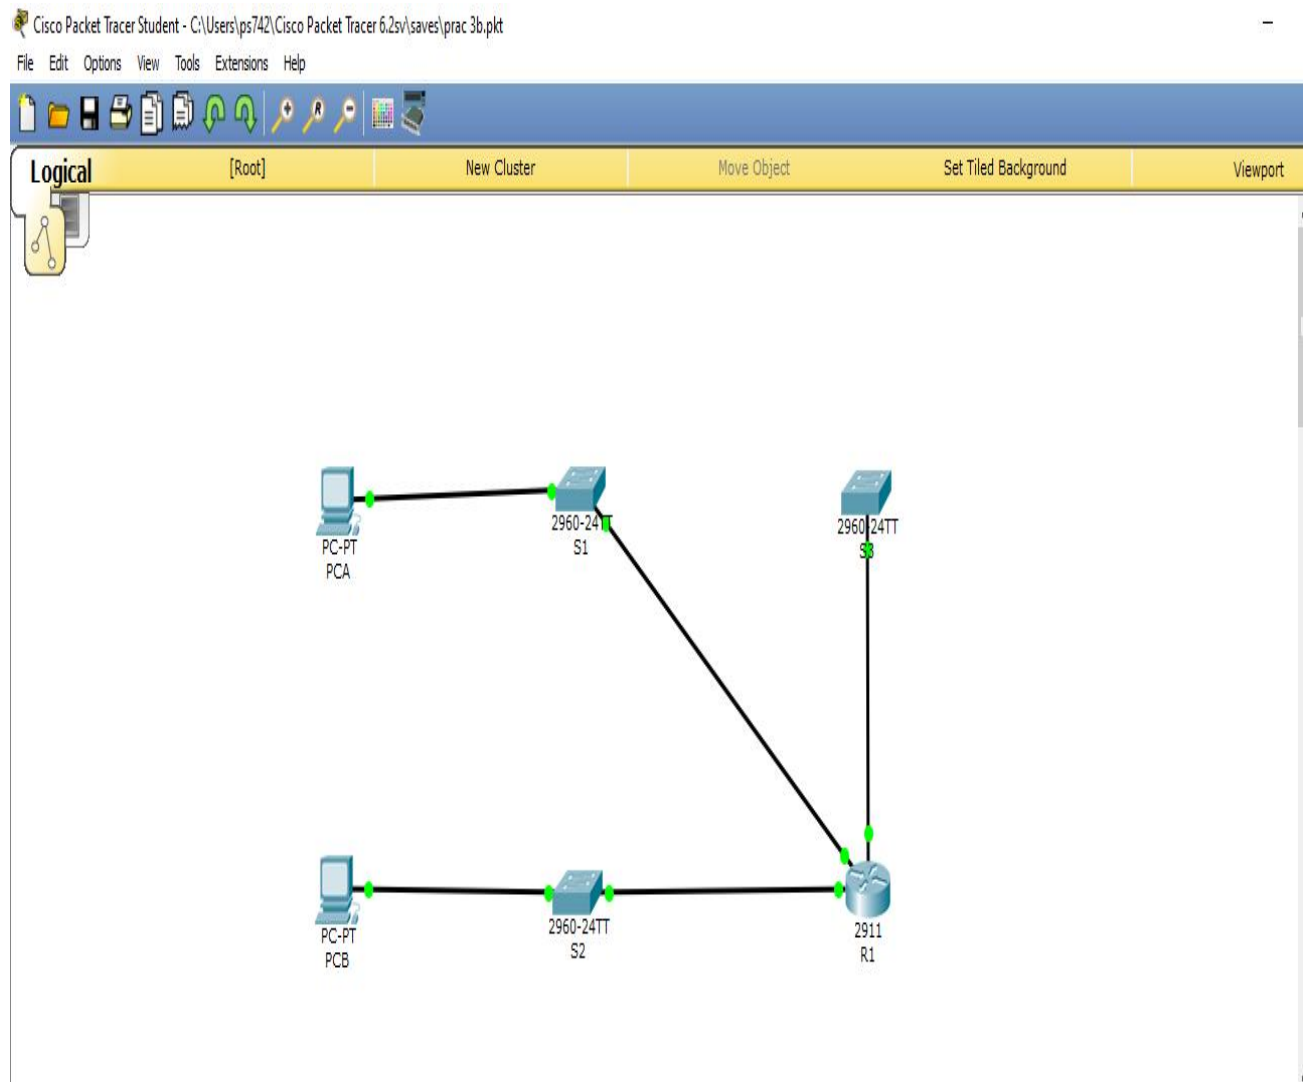 Cisco Packet Tracer Student - C:\Users\ps742\Cisco Packet Tracer 6.2sv\saves\prac 3b.pkt
File Edit Options View Tools Extensions Help
Logical [Root] New Cluster Move Object Set Tiled Background Viewport
PC-PT
PCA
2960-24TT
S1
2960-24TT
S3
PC-PT
PCB
2960-24TT
S2
2911
R1